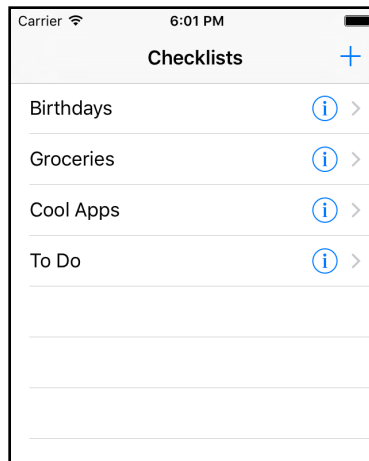 Carrier 6:01 PM
Checklists +
Birthdays i
Groceries i
Cool Apps i
To Do i